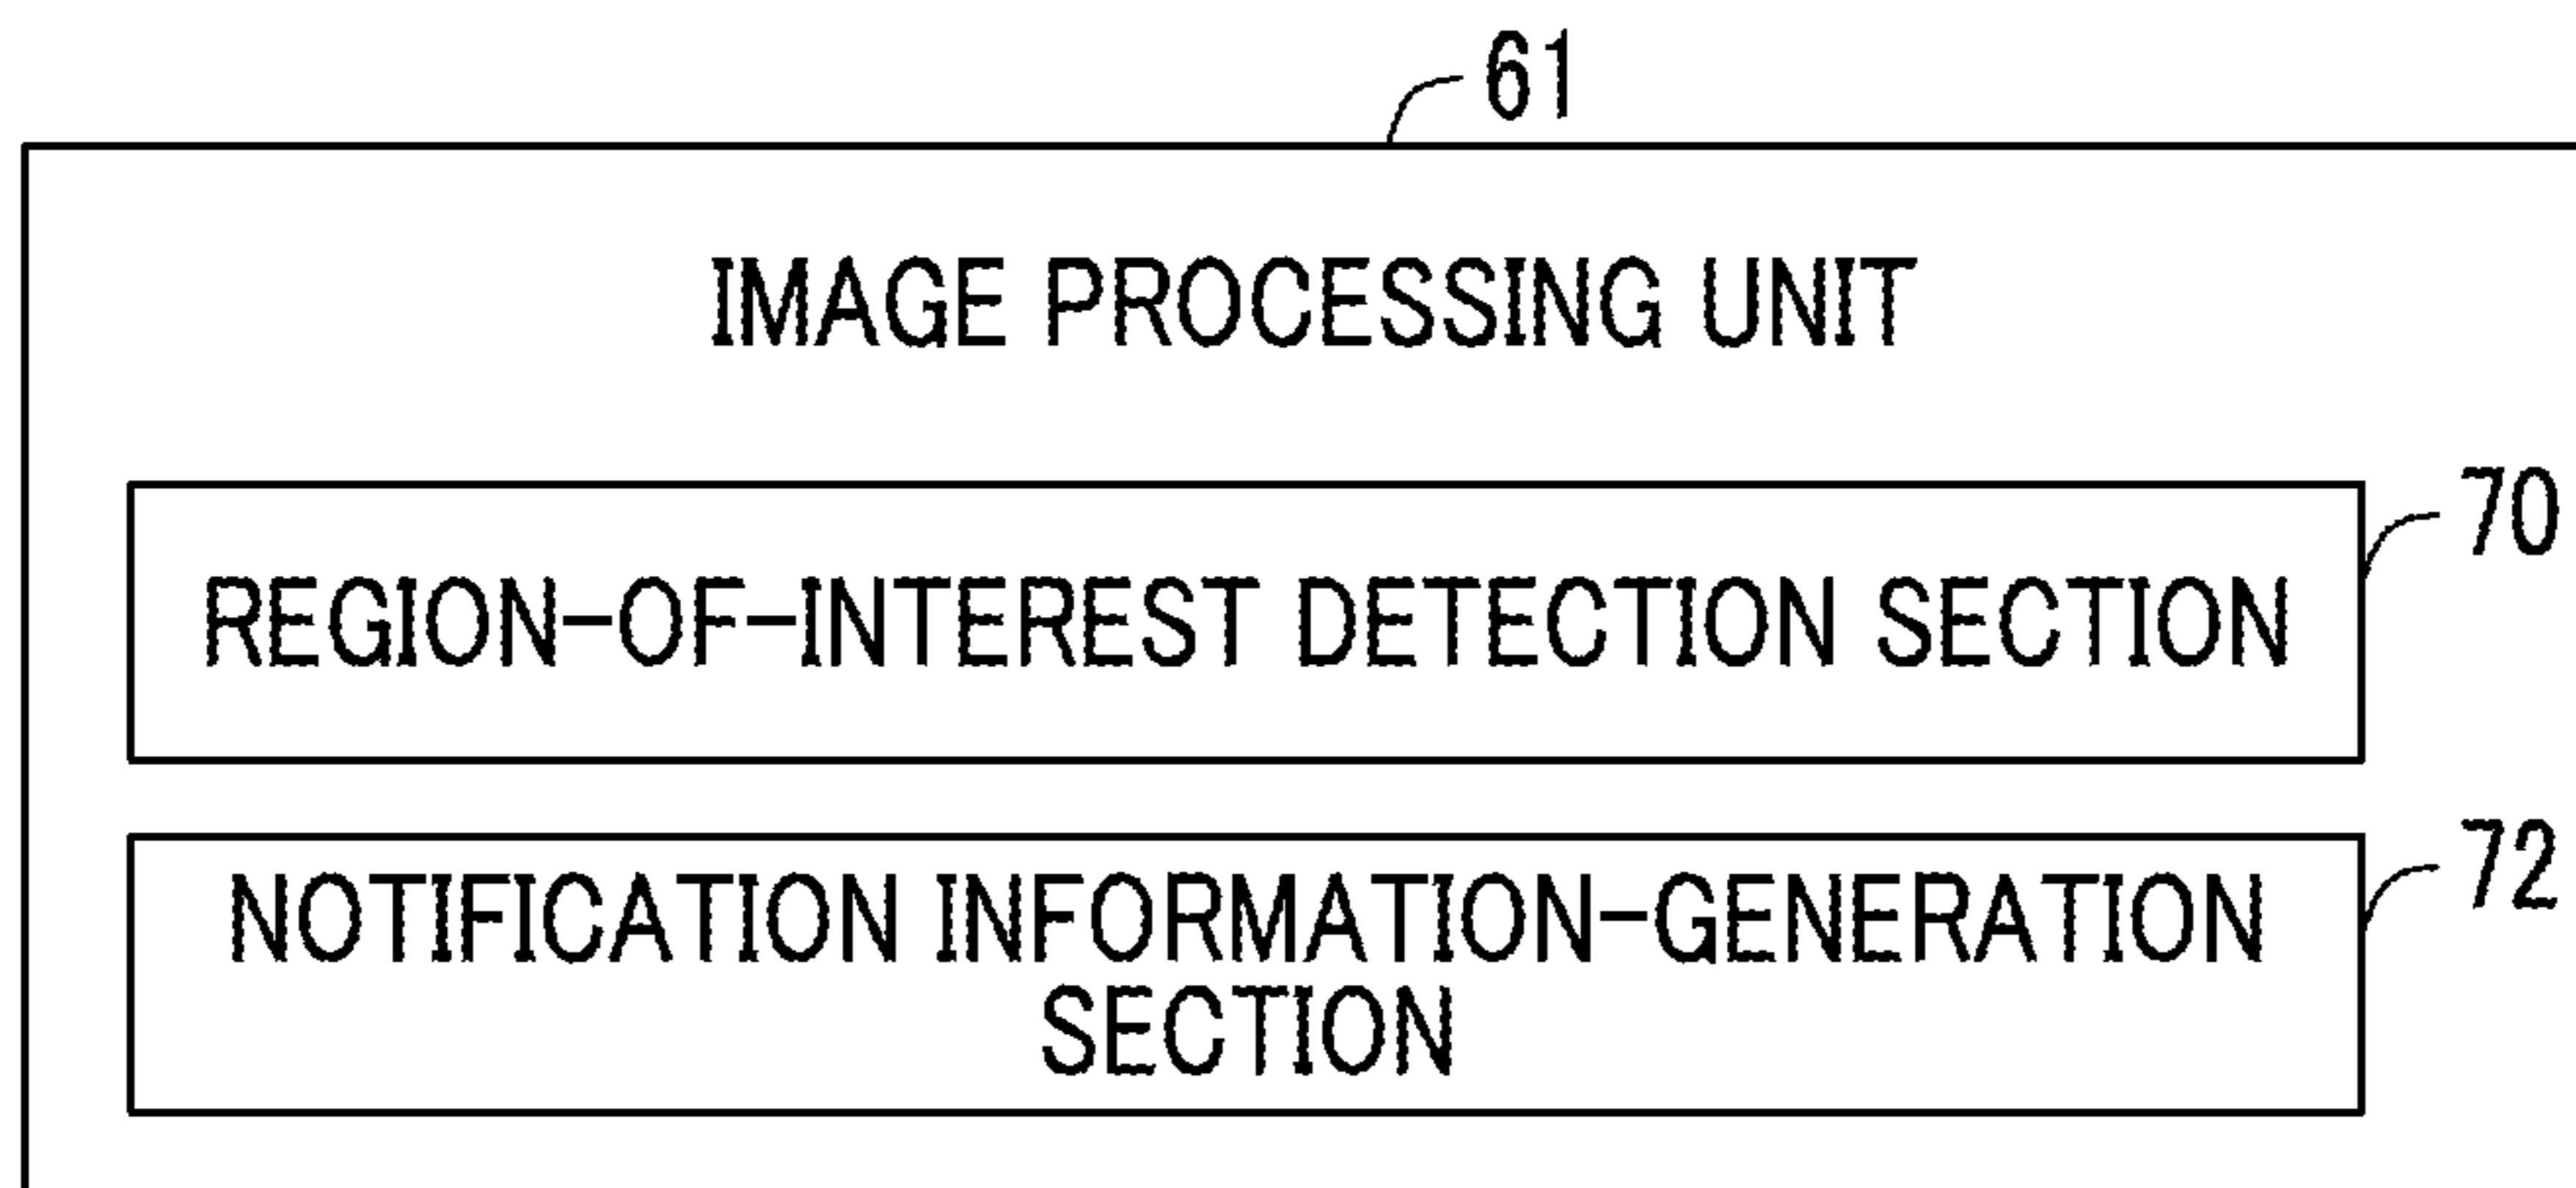 61
IMAGE PROCESSING UNIT
70
REGION-OF-INTEREST DETECTION SECTION
72
NOTIFICATION INFORMATION-GENERATION
SECTION